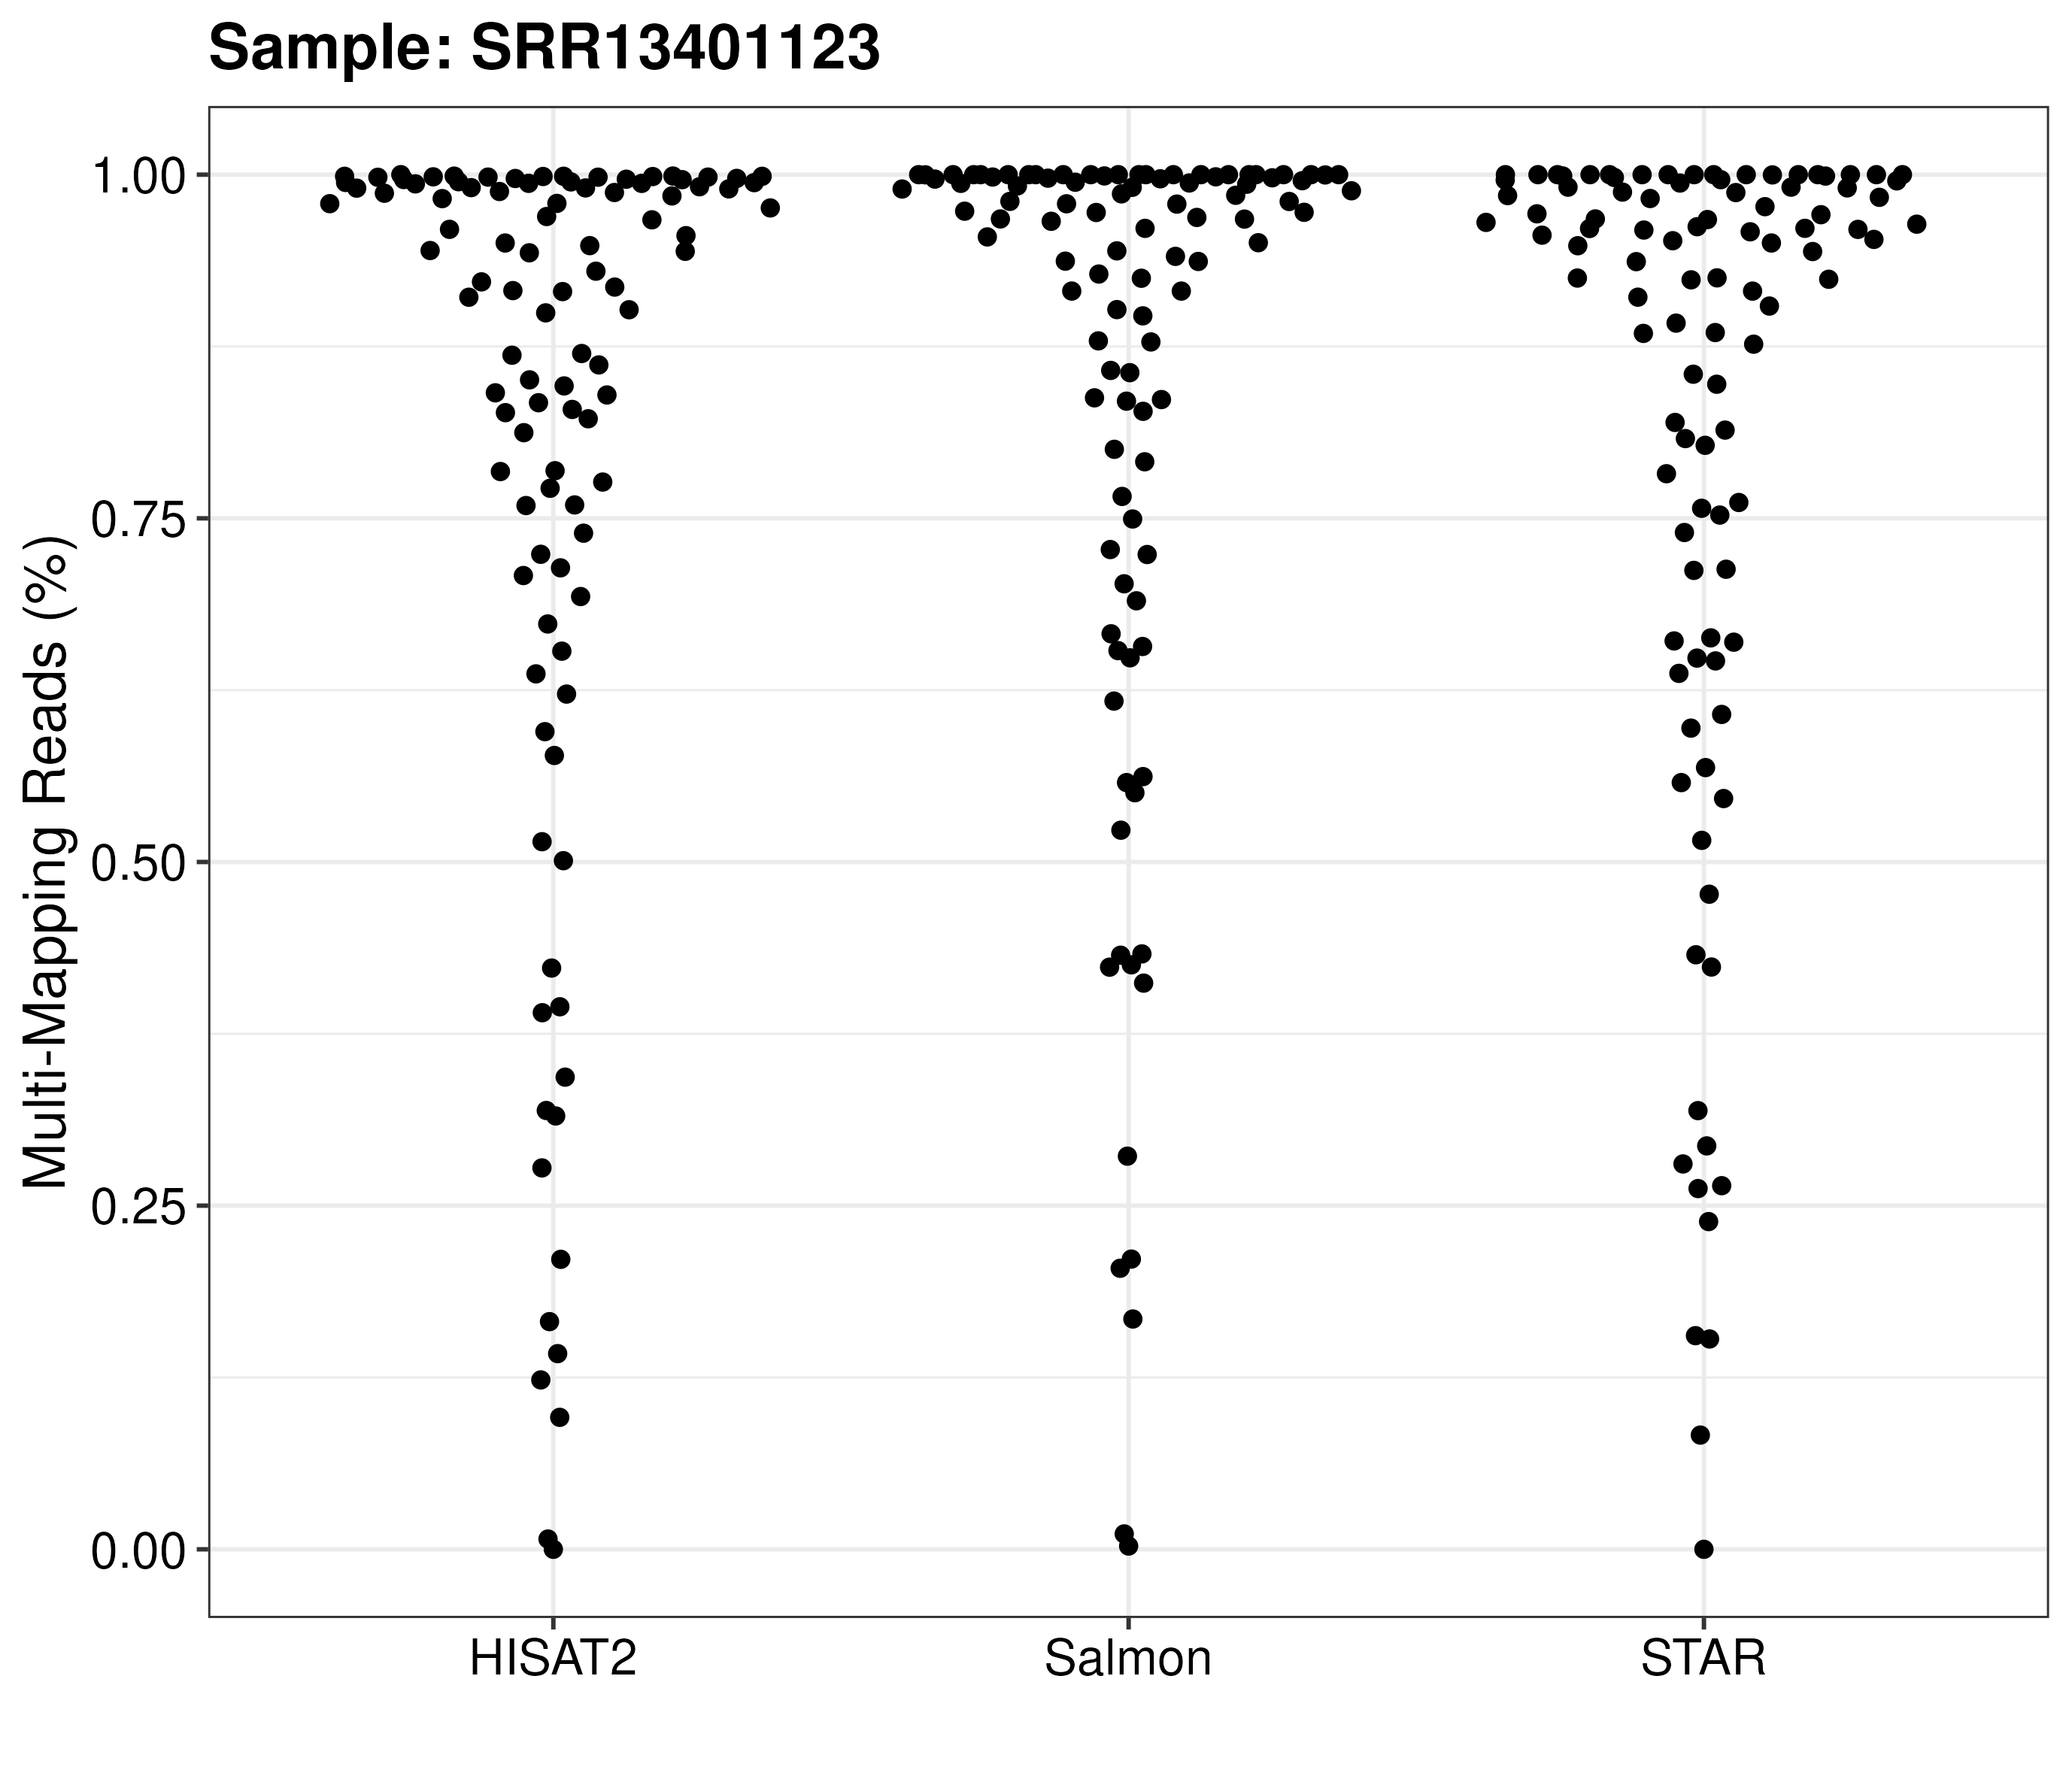 Sample: SRR13401123
Multi-Mapping Reads (%)
1.00
0.75
0.50
0.25
0.00
HISAT2
Salmon
STAR